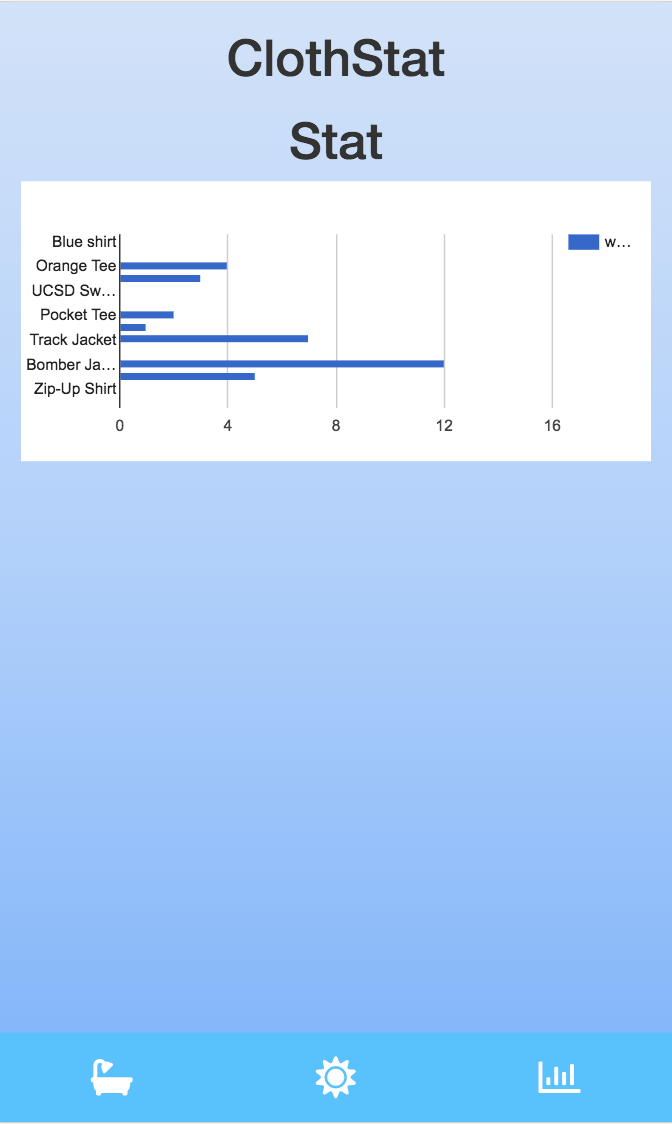 ClothStat
Stat
Blue shirt
w...
Orange Tee
UCSD Sw...
Pocket Tee
Track Jacket
Bomber Ja...
Zip-Up Shirt
0 4 8 12 16